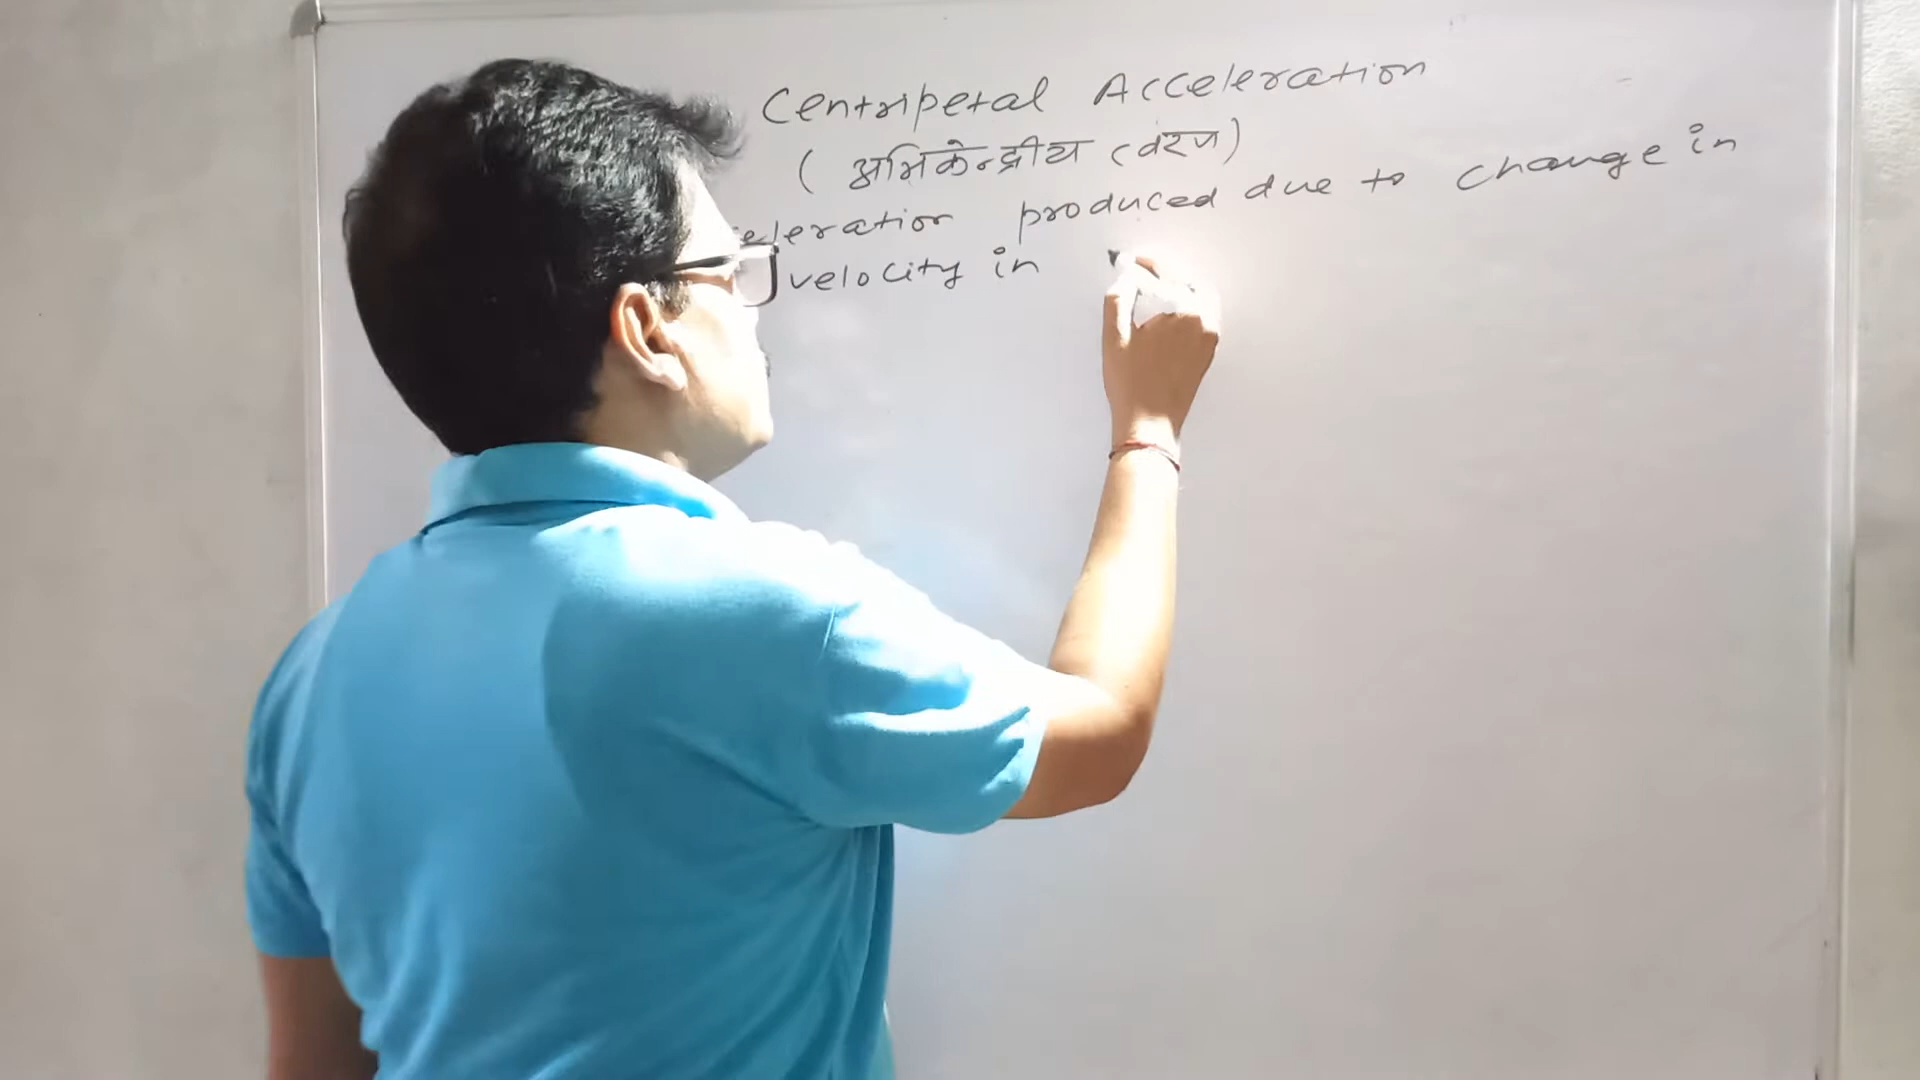 Centripetal Acceleration
( अभिकेन्द्रीय त्वरण)
eleration produced due to change in
velocity in